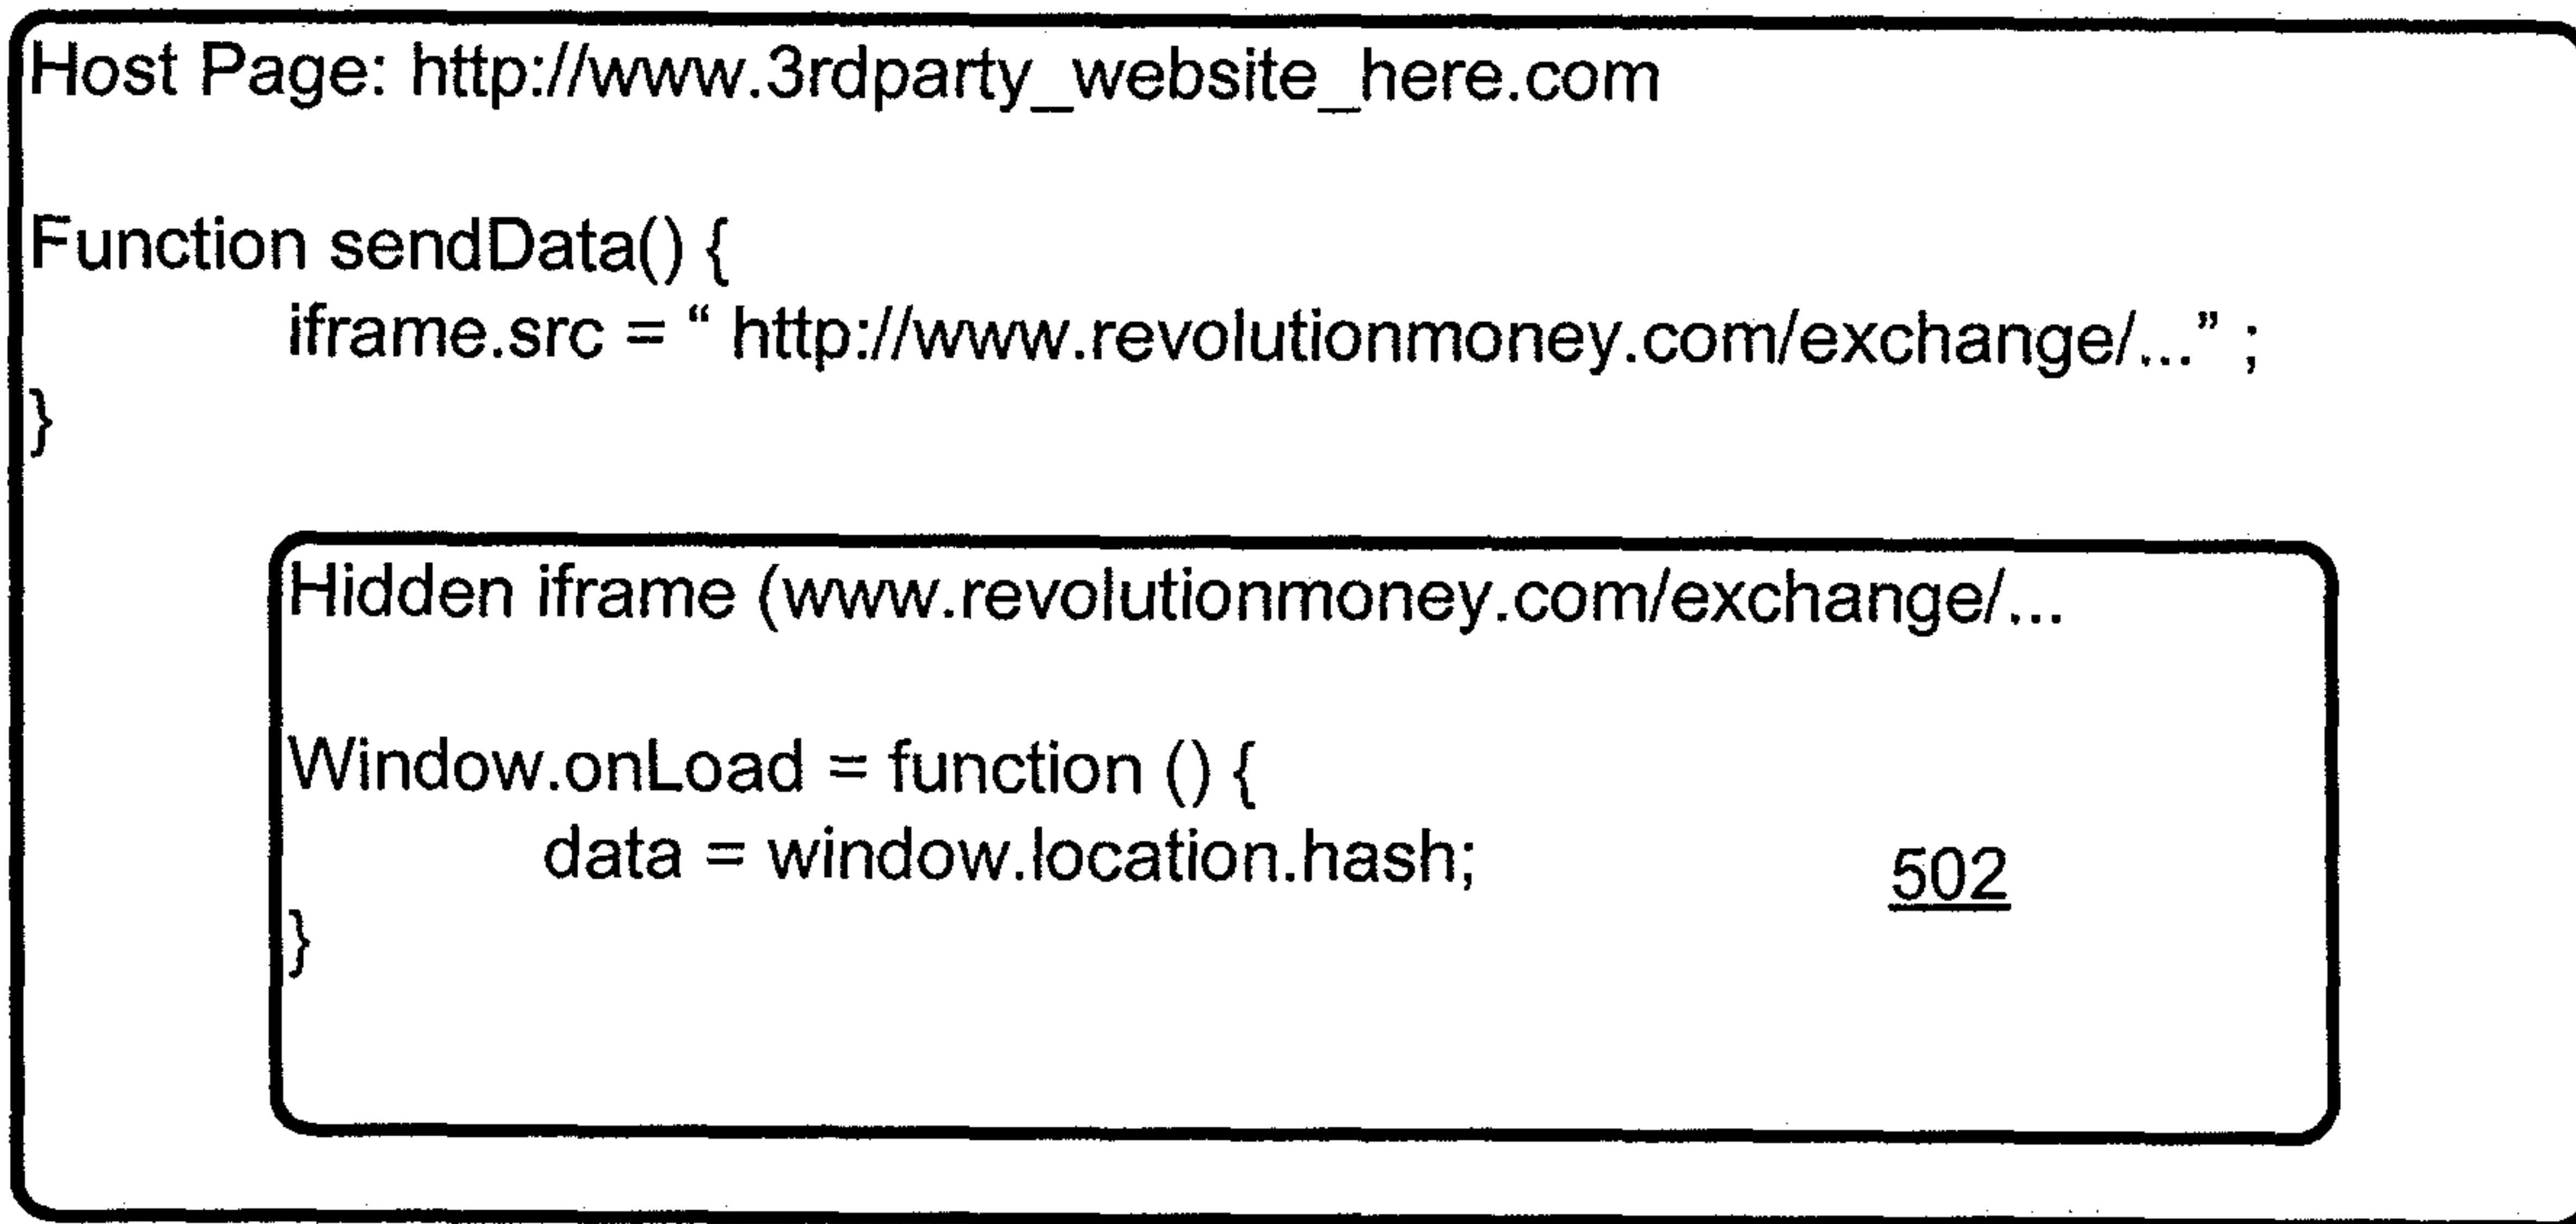 Host Page: http://www.3rdparty_website_here.com
Function sendData() {
iframe.src = “ http://www.revolutionmoney.com/exchange/...” ;
}
Hidden iframe (www.revolutionmoney.com/exchange/...
Window.onLoad = function () {
data = window.location.hash;
502
}